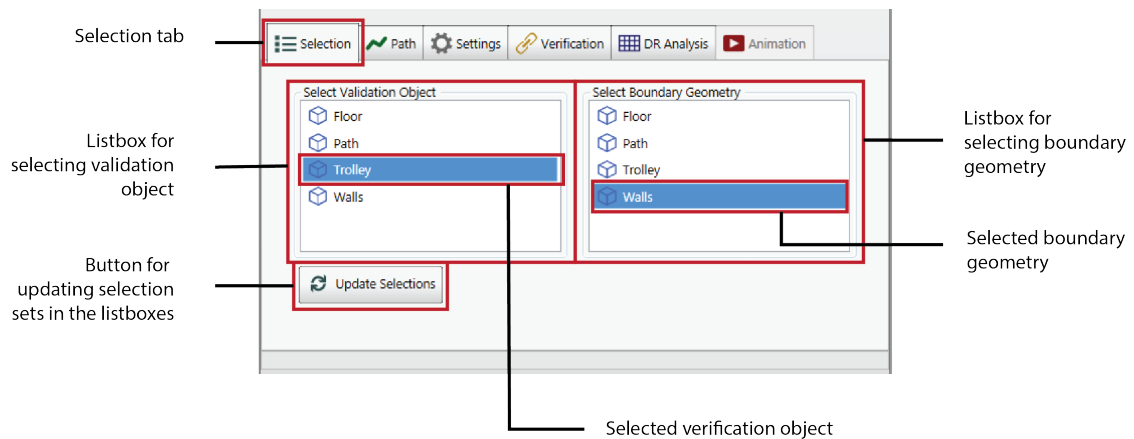 Selection tab
Selection
Path
Settings
Verification
DR Analysis
Animation
Listbox for
selecting validation
object
Select Validation Object
Floor
Path
Trolley
Walls
Select Boundary Geometry
Floor
Path
Trolley
Walls
Listbox for
selecting boundary
geometry
Selected boundary
geometry
Button for
updating selection
sets in the listboxes
Update Selections
Selected verification object